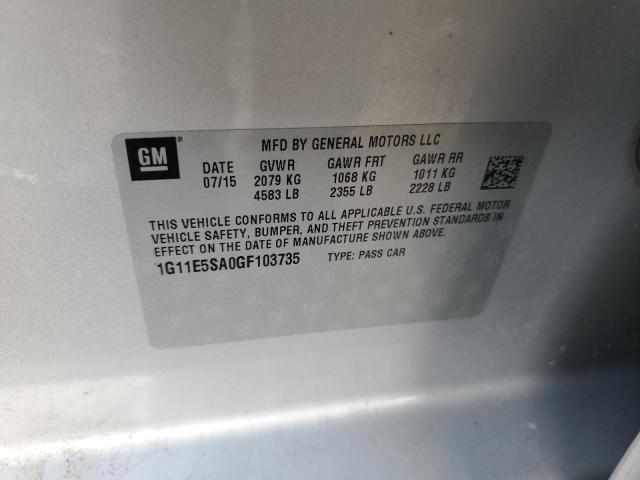 GM ® MFD BY GENERAL MOTORS LLC
DATE GVWR GAWR FRT GAWR RR
07/15 2079 KG 1068 KG 1011 KG
4583 LB 2355 LB 2228 LB
THIS VEHICLE CONFORMS TO ALL APPLICABLE U.S. FEDERAL MOTOR
VEHICLE SAFETY, BUMPER, AND THEFT PREVENTION STANDARDS IN
EFFECT ON THE DATE OF MANUFACTURE SHOWN ABOVE.
1G11E5SA0GF103735 TYPE: PASS CAR